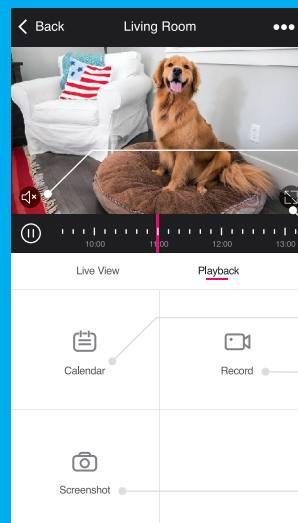 Back Living Room
10:00 11:00 12:00 13:00
Live View Playback
Calendar Record
Screenshot